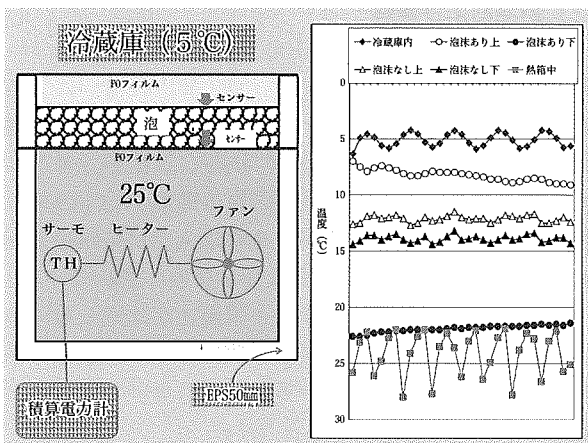 冷蔵庫（5℃）
POフィルム
センサー
泡
センサー
POフィルム
25℃
ファン
サーモ
ヒーター
TH
積算電力計
EPS50mm
冷蔵庫内 泡沫あり上 泡沫あり下
泡沫なし上 泡沫なし下 熱箱中
0
5
10
15
20
25
30
温度（℃）